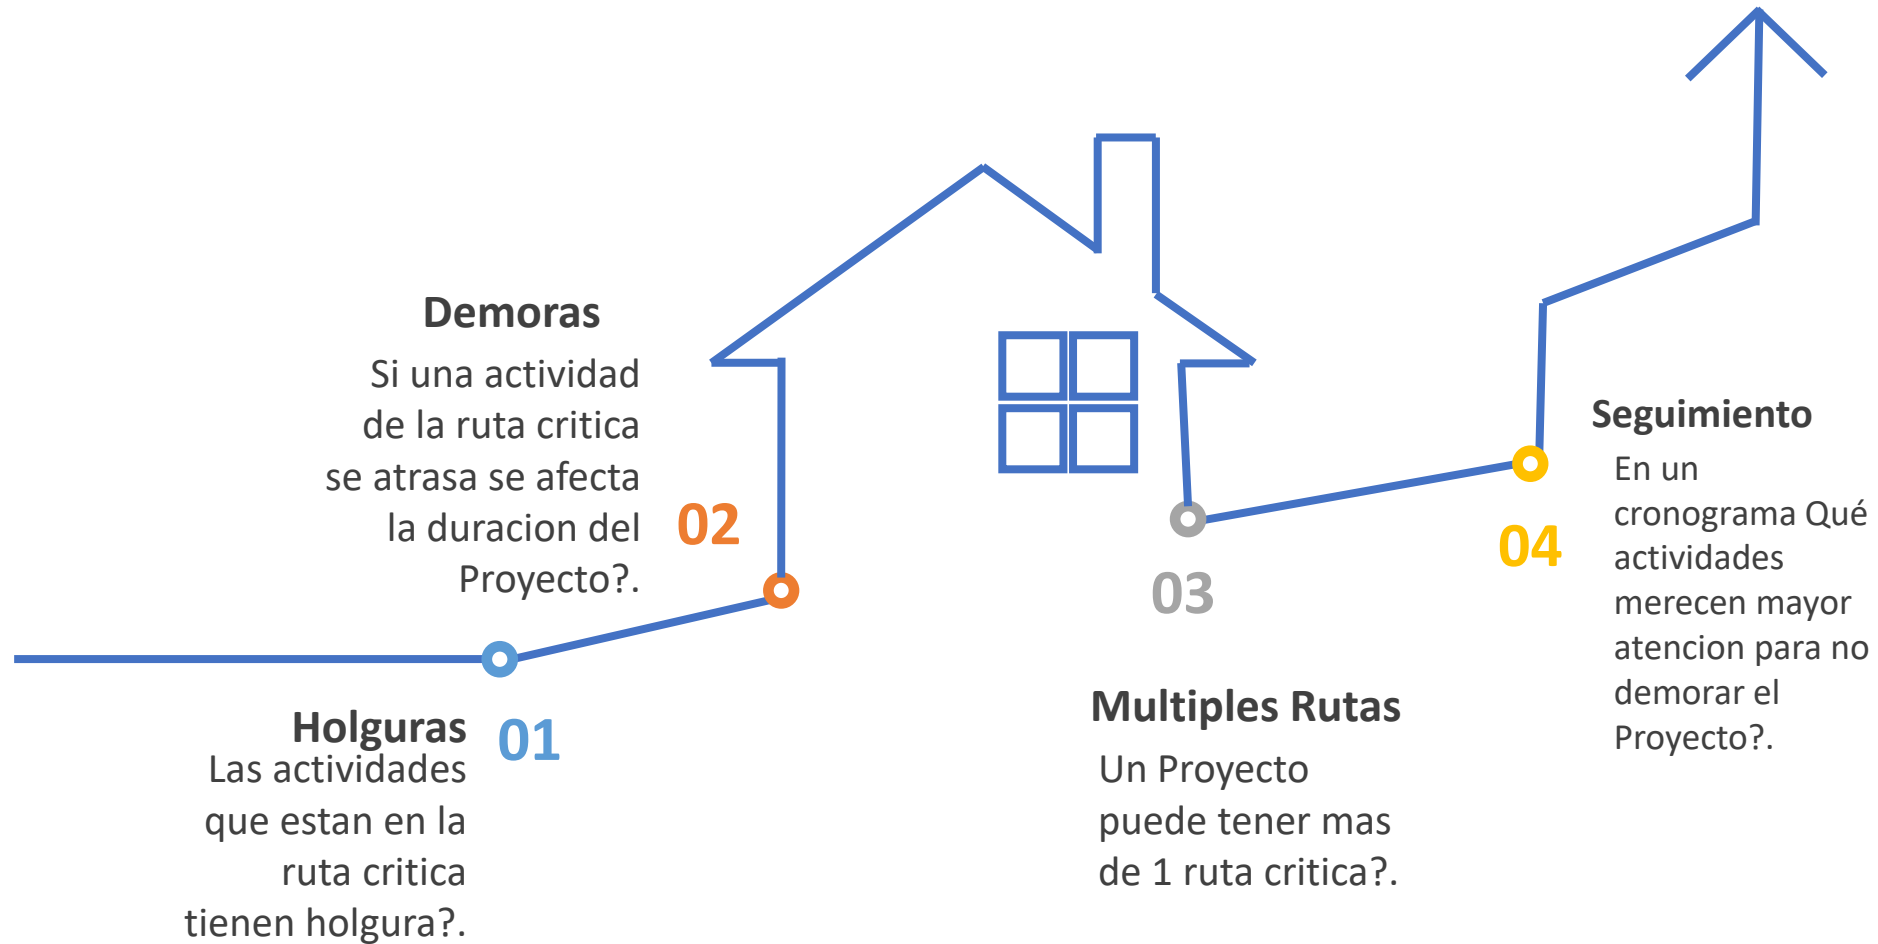 Holguras
01
Las actividades
que estan en la
ruta critica
tienen holgura?.
Demoras
Si una actividad
de la ruta critica
se atrasa se afecta
la duracion del
Proyecto?.
02
03
Multiples Rutas
Un Proyecto
puede tener mas
de 1 ruta critica?.
04
Seguimiento
En un
cronograma Qué
actividades
merecen mayor
atencion para no
demorar el
Proyecto?.